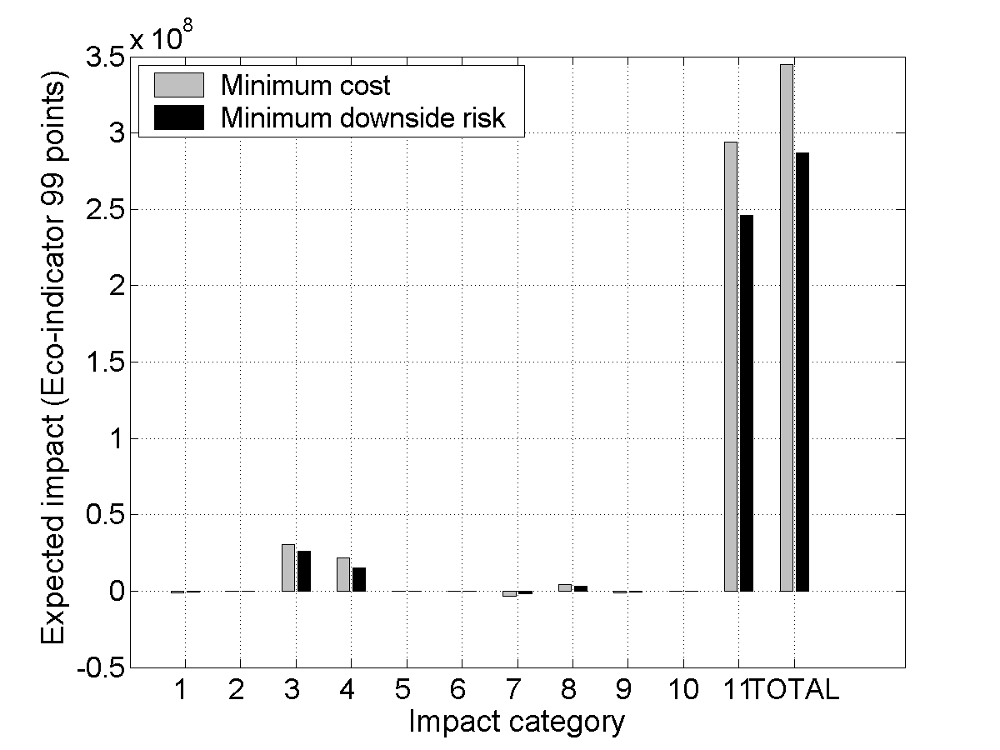 x 10^8
3.5
3
2.5
2
1.5
1
0.5
0
-0.5
Expected impact (Eco-indicator 99 points)
Minimum cost
Minimum downside risk
1 2 3 4 5 6 7 8 9 10 11 TOTAL
Impact category